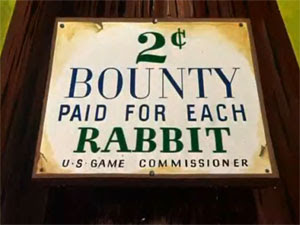 2¢
BOUNTY
PAID FOR EACH
RABBIT
U·S·GAME COMMISSIONER